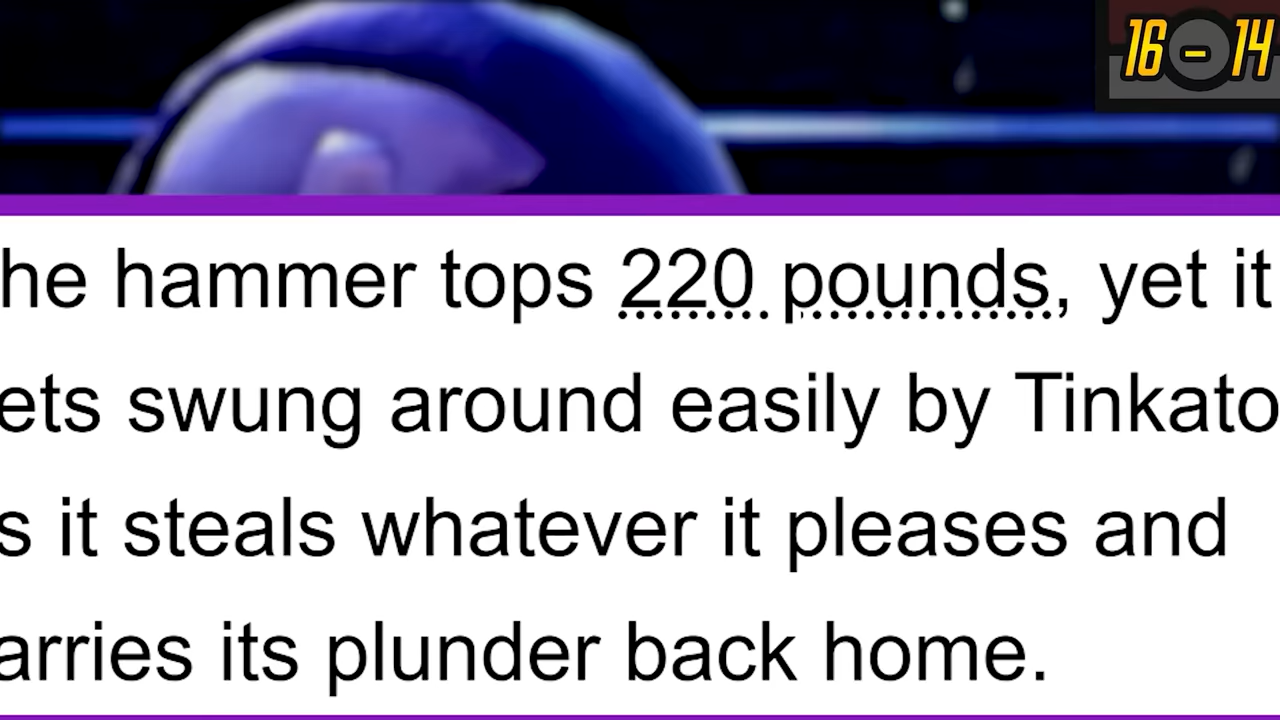 16 - 14
he hammer tops 220 pounds, yet it
ets swung around easily by Tinkato
s it steals whatever it pleases and
arries its plunder back home.